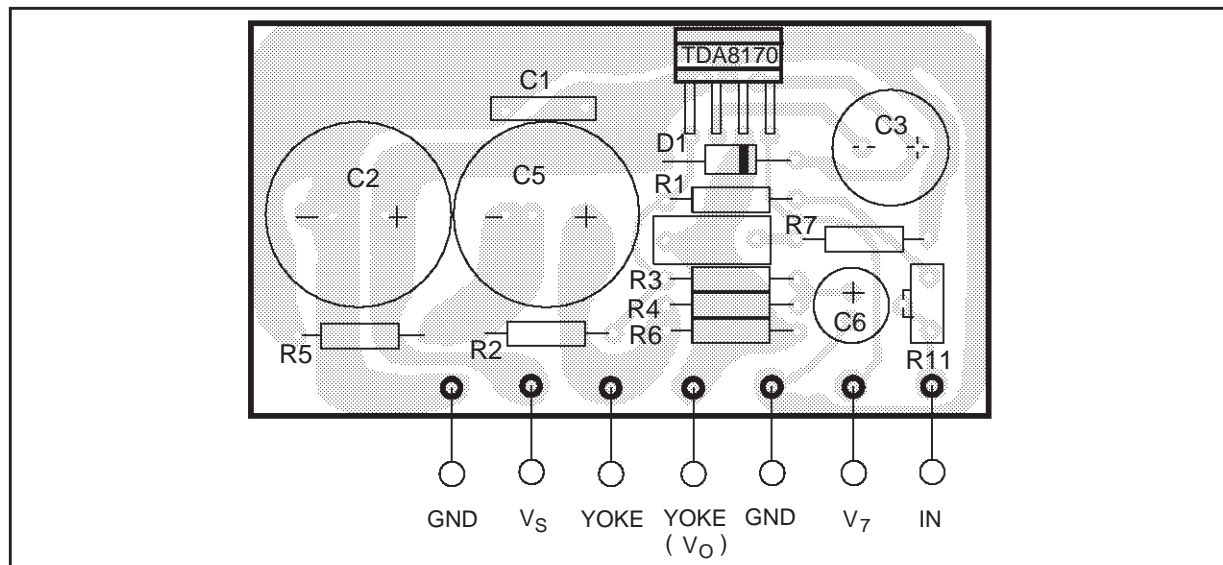 TDA8170
C1
C3
D1
C2
C5
R1
R7
R3
R4
C6
R6
R5
R2
R11
GND
VS
YOKE
YOKE
( VO )
GND
V7
IN